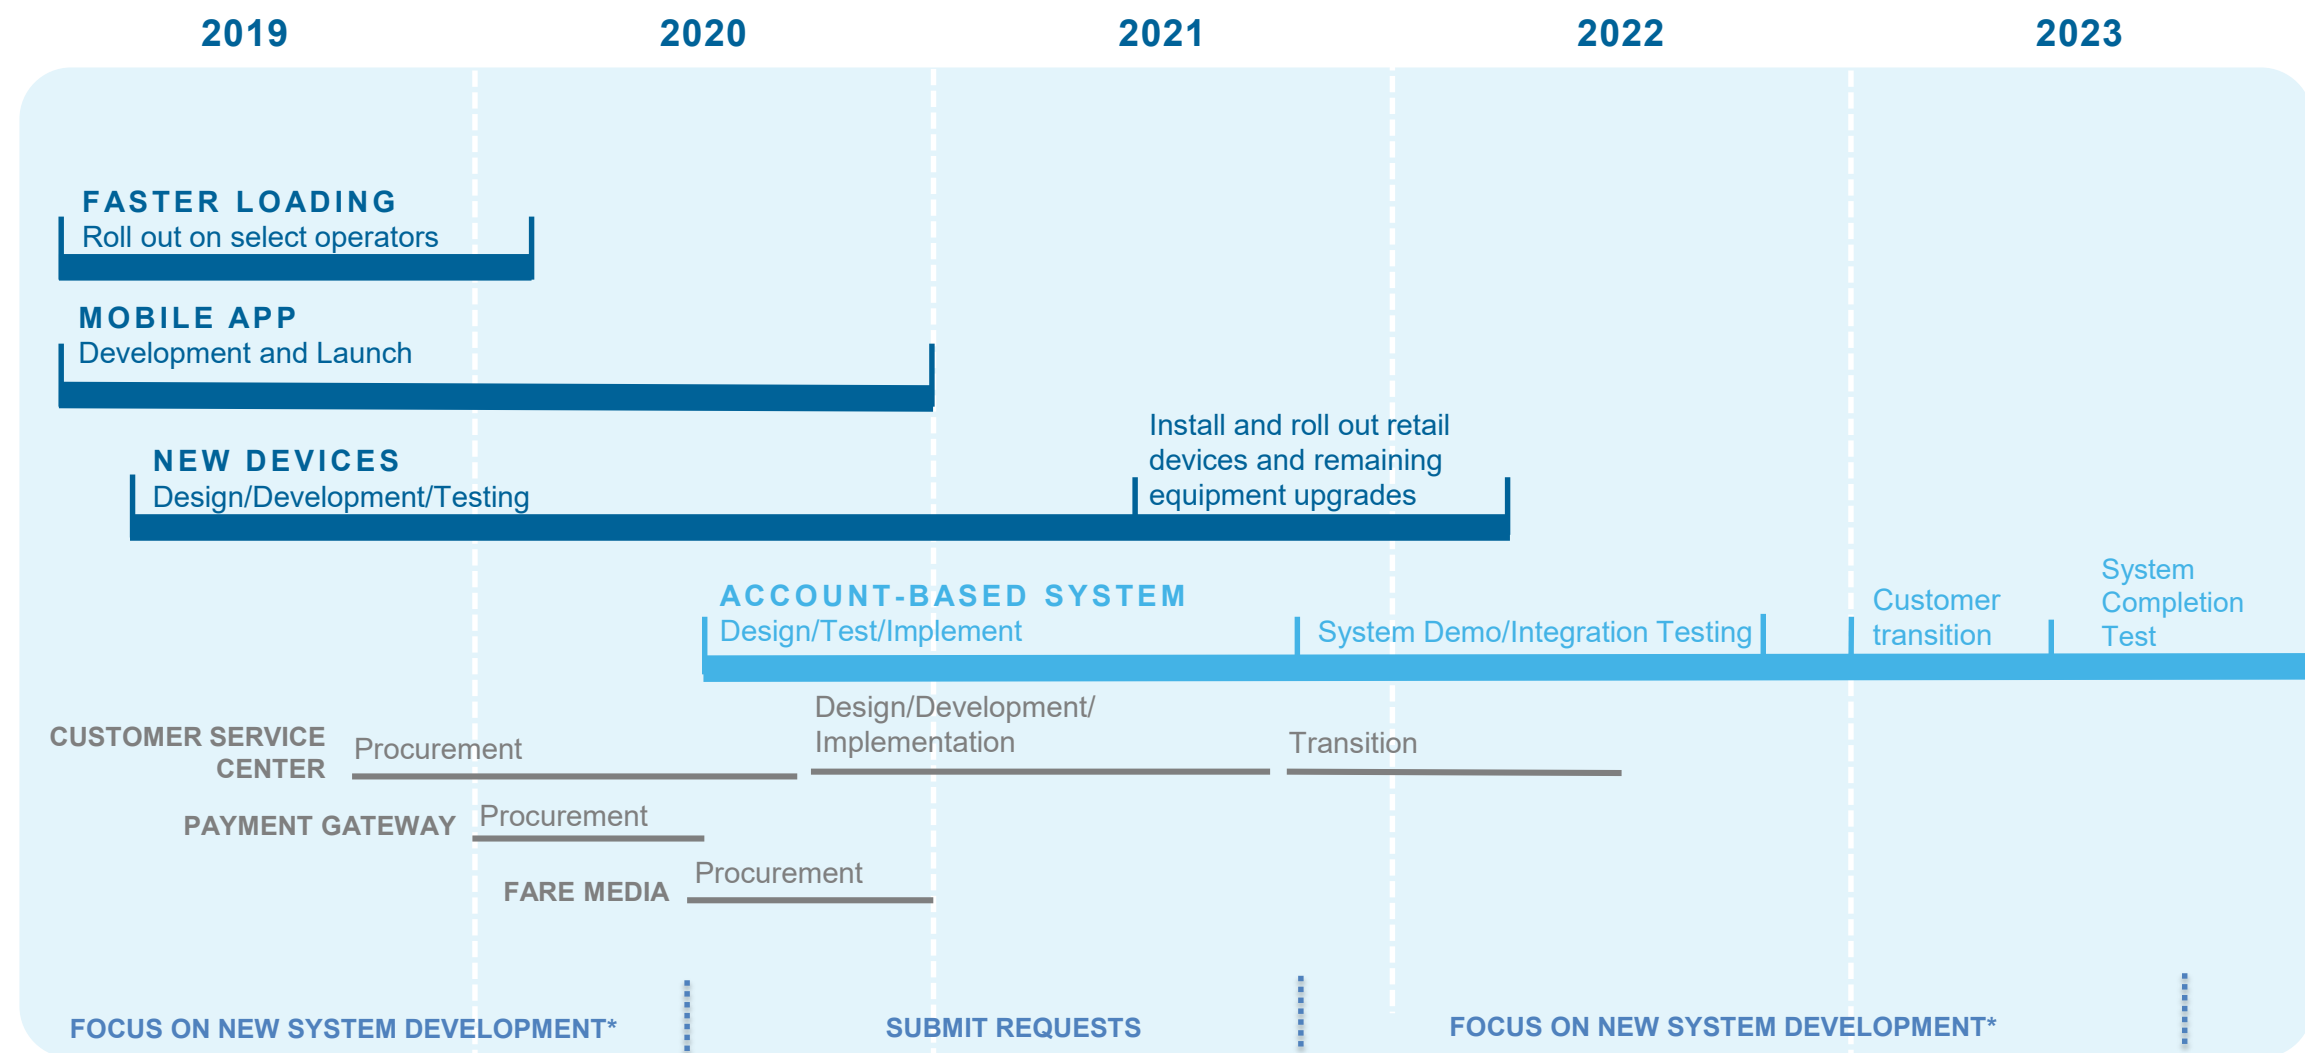 2019 2020 2021 2022 2023
FASTER LOADING
Roll out on select operators
MOBILE APP
Development and Launch
NEW DEVICES
Design/Development/Testing
Install and roll out retail
devices and remaining
equipment upgrades
ACCOUNT-BASED SYSTEM
Design/Test/Implement
System Demo/Integration Testing
Customer
transition
System
Completion
Test
CUSTOMER SERVICE
CENTER
Procurement
Design/Development/
Implementation
Transition
PAYMENT GATEWAY
Procurement
FARE MEDIA
Procurement
FOCUS ON NEW SYSTEM DEVELOPMENT*
SUBMIT REQUESTS
FOCUS ON NEW SYSTEM DEVELOPMENT*